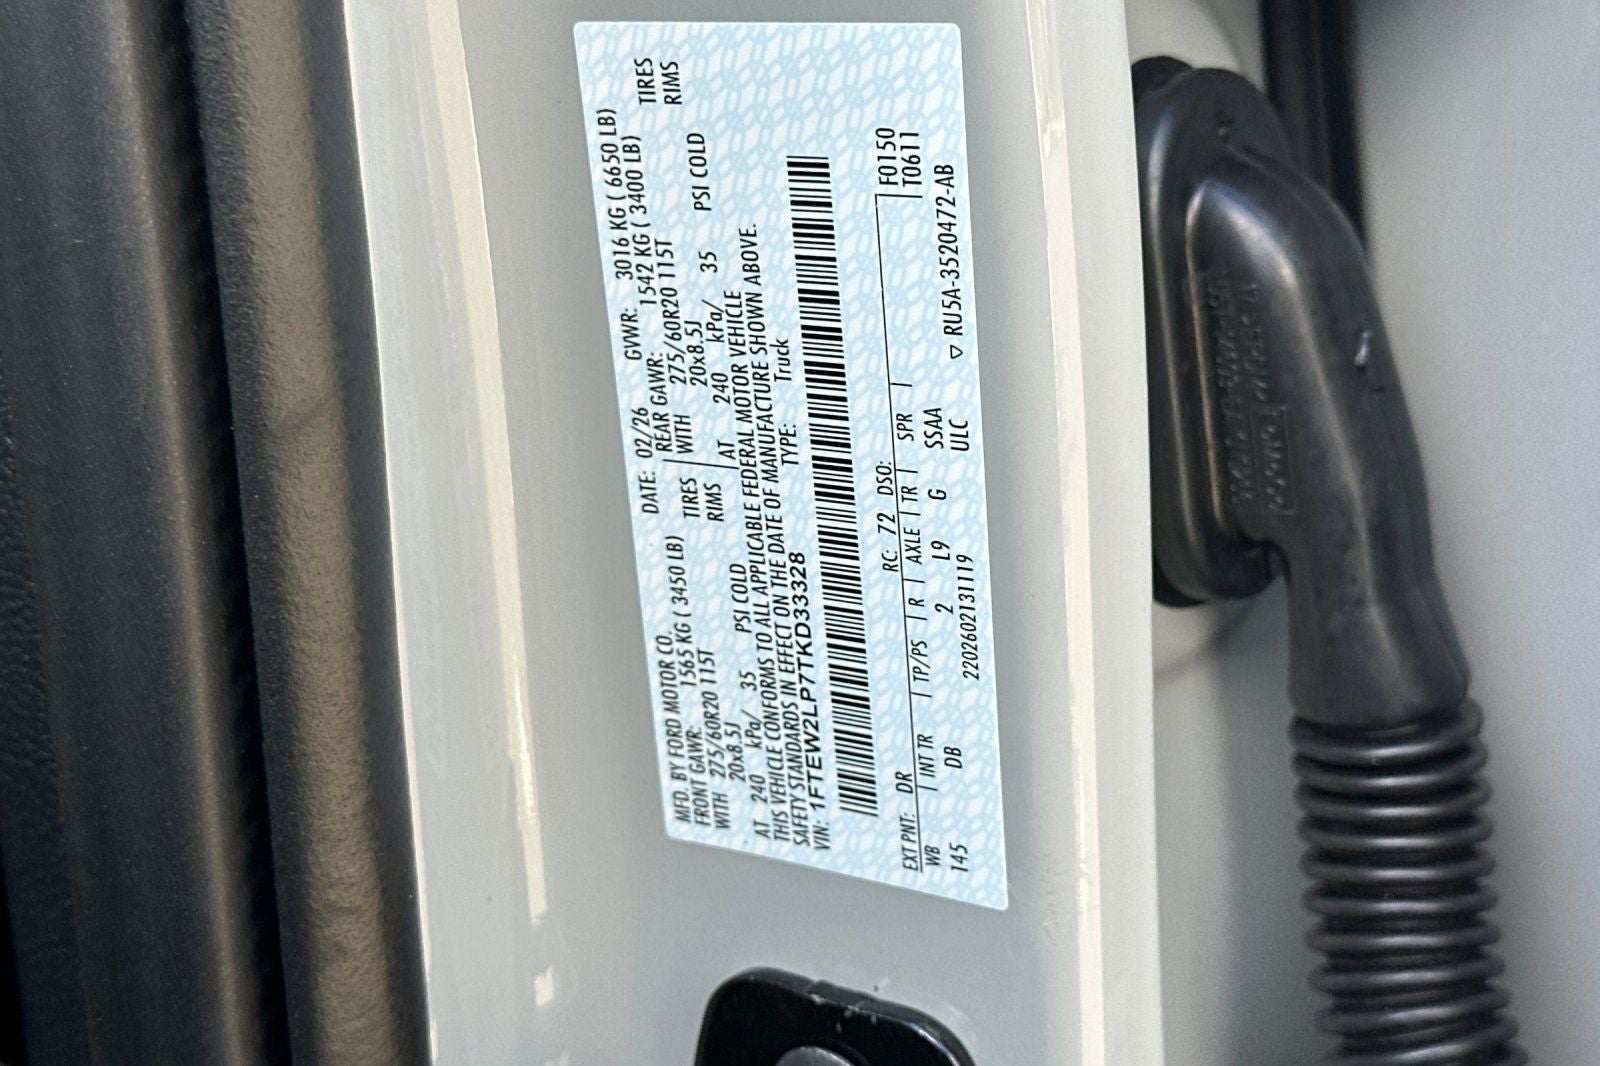 MFD. BY FORD MOTOR CO.
DATE: 02/26 GVWR: 3016 KG ( 6650 LB)
FRONT GAWR: 1565 KG ( 3450 LB)
REAR GAWR: 1542 KG ( 3400 LB)
WITH 275/60R20 115T TIRES
WITH 275/60R20 115T TIRES
20x8.5J RIMS
20x8.5J RIMS
AT 240 kPa/ 35 PSI COLD
AT 240 kPa/ 35 PSI COLD
THIS VEHICLE CONFORMS TO ALL APPLICABLE FEDERAL MOTOR VEHICLE
SAFETY STANDARDS IN EFFECT ON THE DATE OF MANUFACTURE SHOWN ABOVE.
VIN: 1FTEW2LP7TKD33328 TYPE: Truck
EXT PNT: DR RC: 72 DSO: F0150
WB INT TR TP/PS R AXLE TR SPR T0611
145 DB 2 L9 G SSAA
2202602131119 ULC ▽ RU5A-3520472-AB